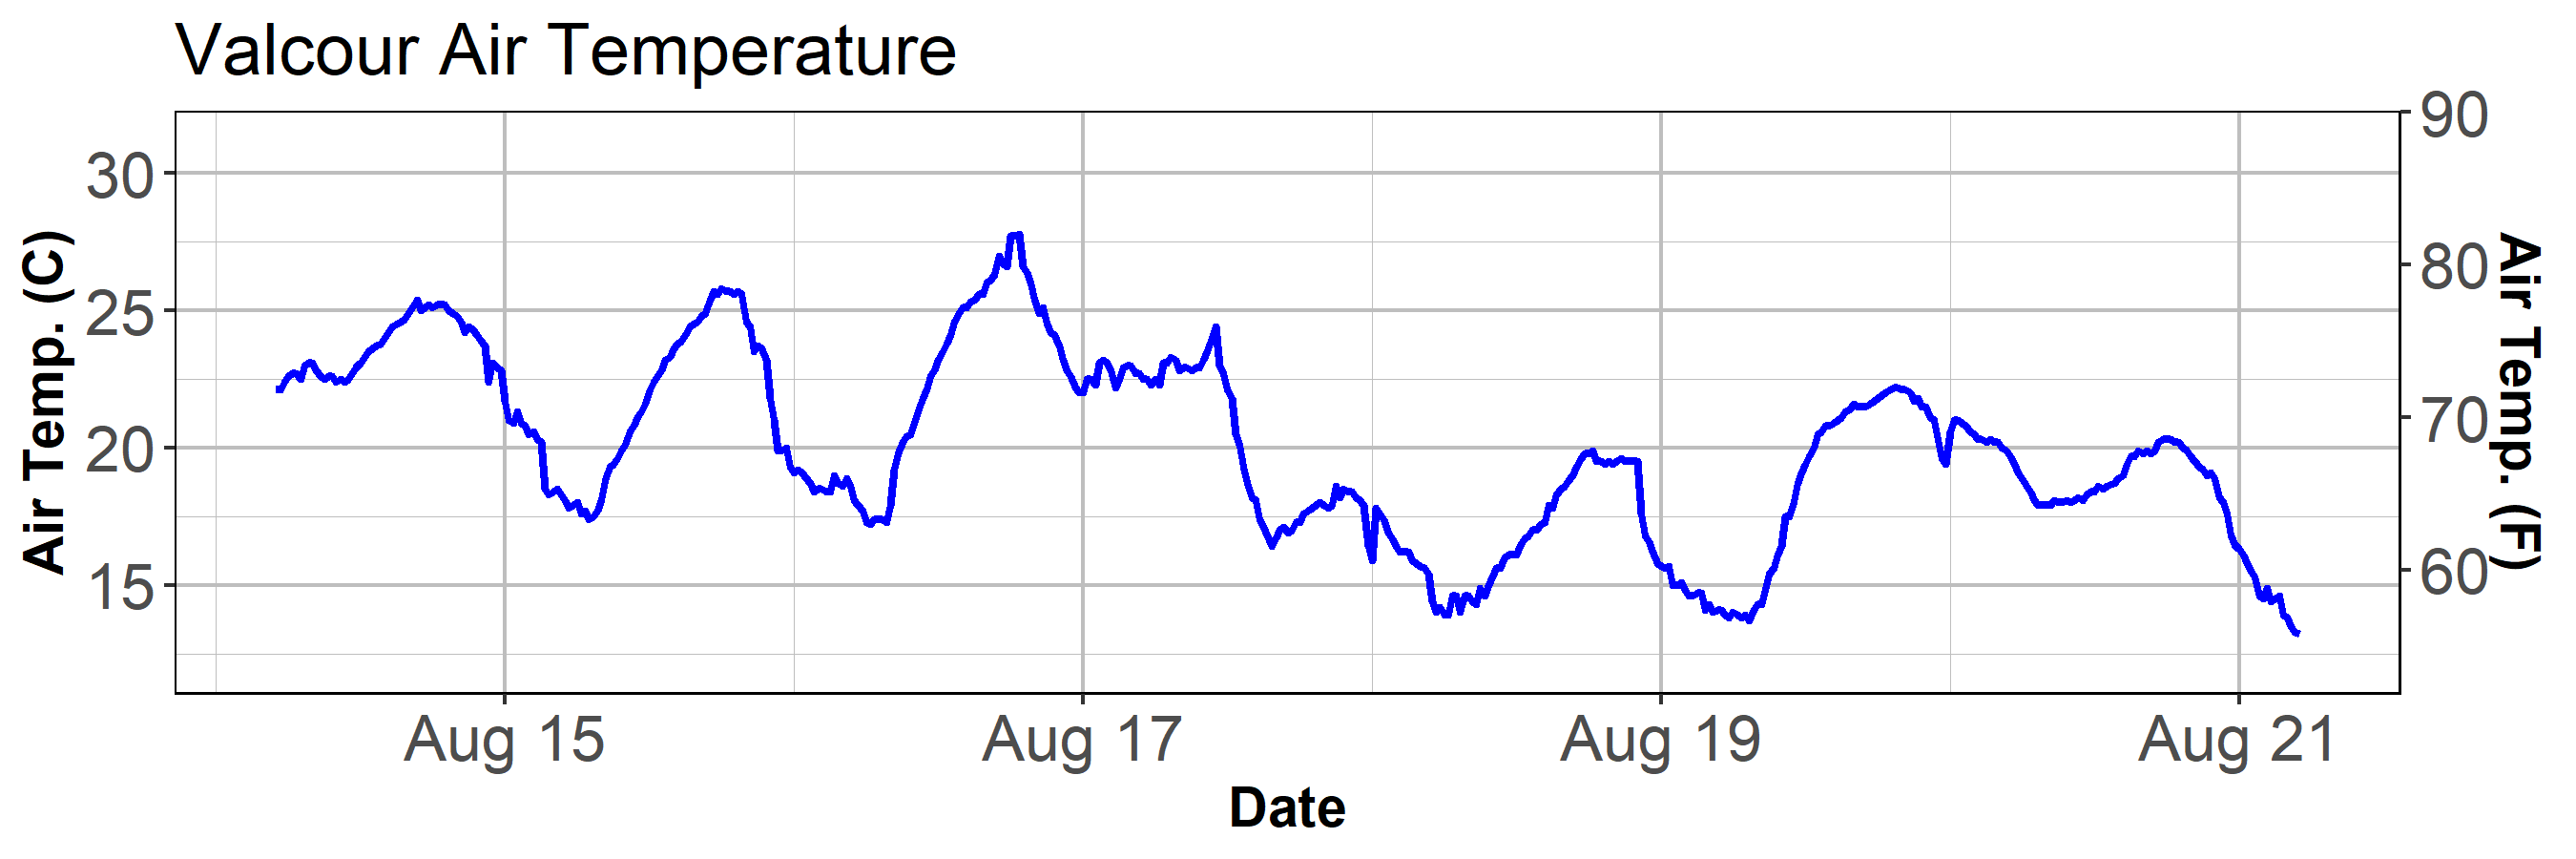 Valcour Air Temperature
90
30
80
25
70
20
60
15
Air Temp. (C)
Air Temp. (F)
Aug 15 Aug 17 Aug 19 Aug 21
Date